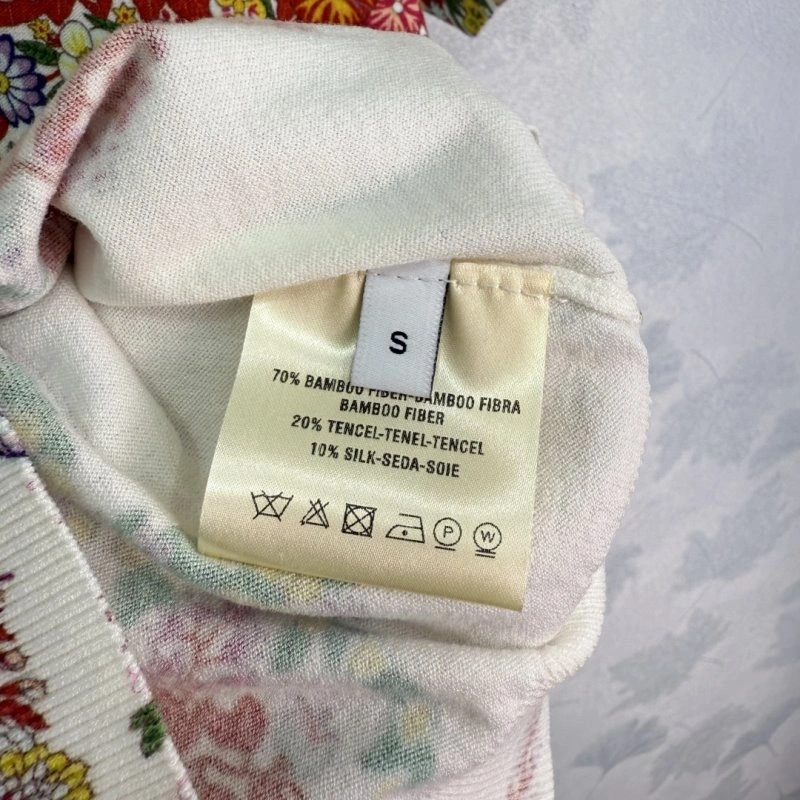 S
70% BAMBOO FIBER-BAMBOO FIBRA
BAMBOO FIBER
20% TENCEL-TENEL-TENCEL
10% SILK-SEDA-SOIE
P W